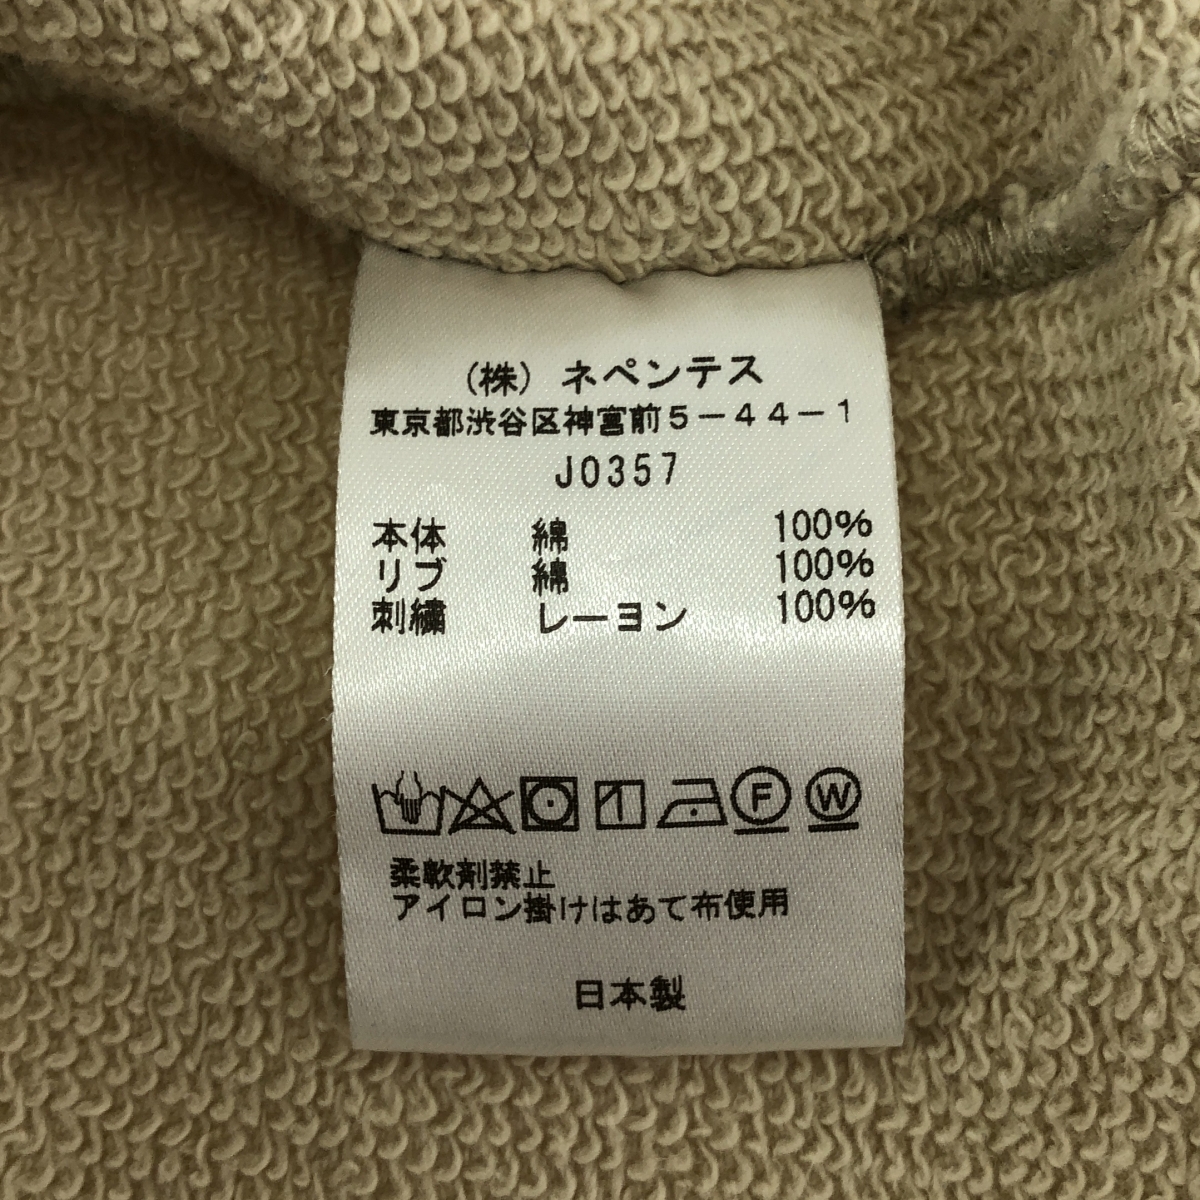 (株) ネペンテス
東京都渋谷区神宮前5-44-1
J0357
本体 綿 100%
リブ 綿 100%
刺繍 レーヨン 100%
F W
柔軟剤禁止
アイロン掛けはあて布使用
日本製